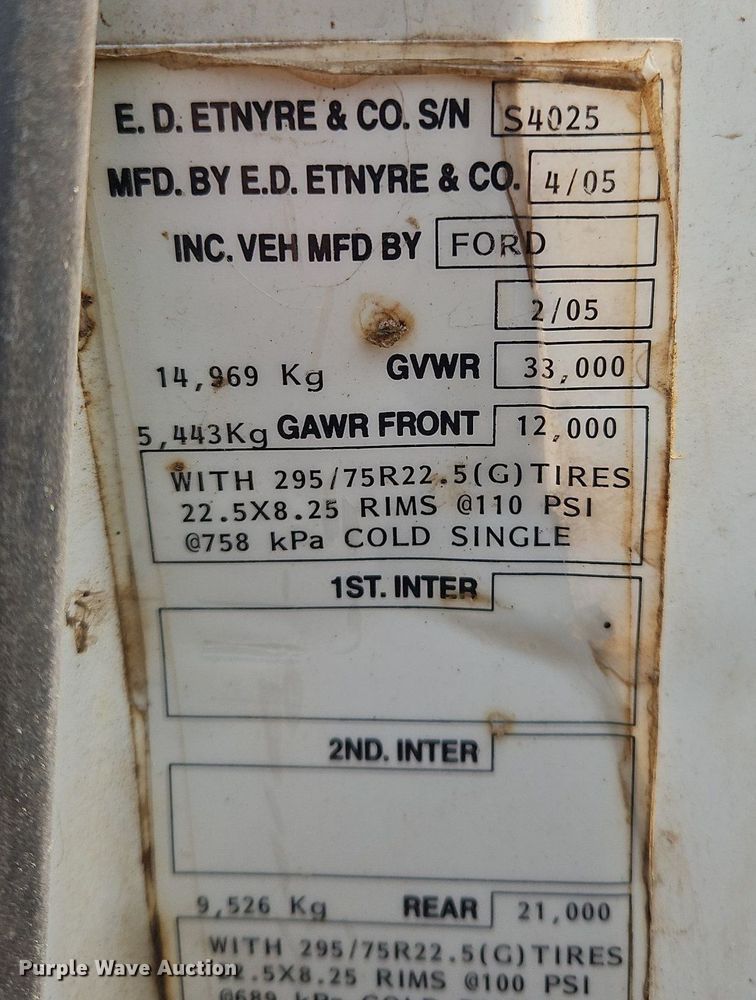 E. D. ETNYRE & CO. S/N S4025
MFD. BY E.D. ETNYRE & CO. 4/05
INC. VEH MFD BY FORD
2/05
14,969 Kg GVWR 33,000
5,443Kg GAWR FRONT 12,000
WITH 295/75R22.5(G)TIRES
22.5X8.25 RIMS @110 PSI
@758 kPa COLD SINGLE
1ST. INTER
2ND. INTER
9,526 Kg REAR 21,000
WITH 295/75R22.5(G)TIRES
.5X8.25 RIMS @100 PSI
@689 kPa COLD
Purple Wave Auction